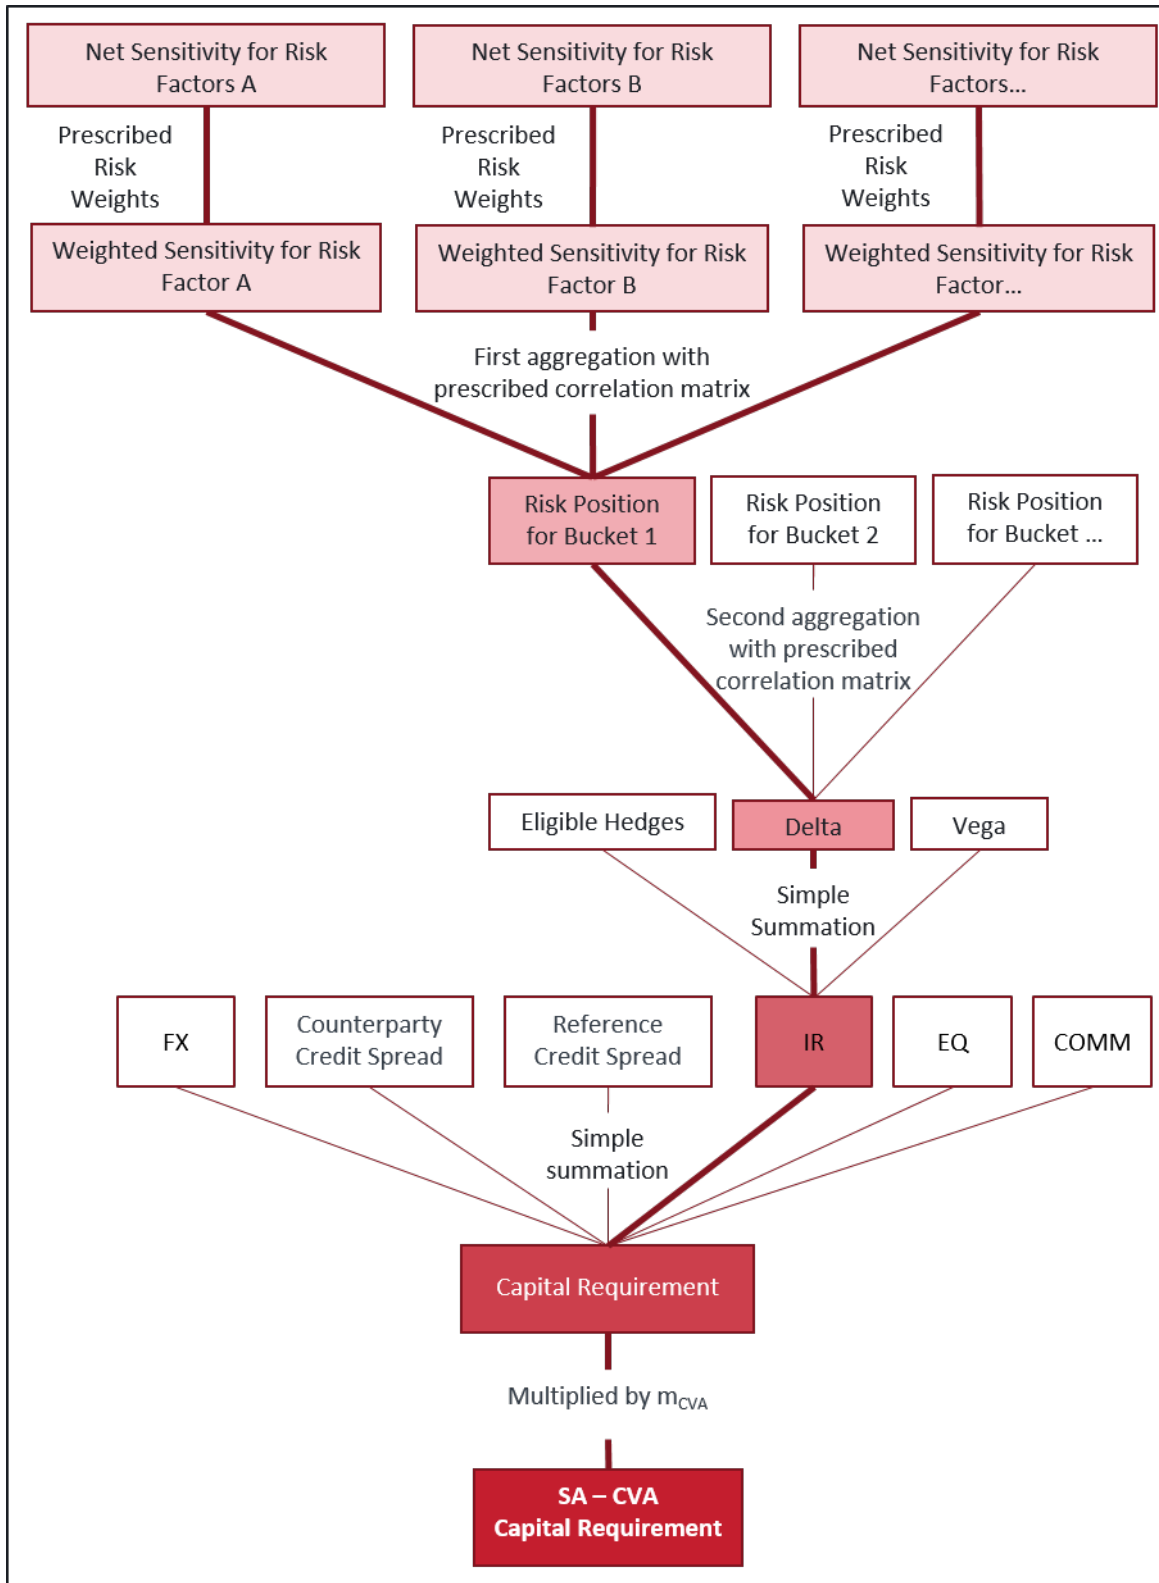 Net Sensitivity for Risk
Factors A
Net Sensitivity for Risk
Factors B
Net Sensitivity for Risk
Factors...
Prescribed
Risk
Weights
Prescribed
Risk
Weights
Prescribed
Risk
Weights
Weighted Sensitivity for Risk
Factor A
Weighted Sensitivity for Risk
Factor B
Weighted Sensitivity for Risk
Factor...
First aggregation with
prescribed correlation matrix
Risk Position
for Bucket 1
Risk Position
for Bucket 2
Risk Position
for Bucket ...
Second aggregation
with prescribed
correlation matrix
Eligible Hedges
Delta
Vega
Simple
Summation
FX
Counterparty
Credit Spread
Reference
Credit Spread
IR
EQ
COMM
Simple
summation
Capital Requirement
Multiplied by mCVA
SA – CVA
Capital Requirement